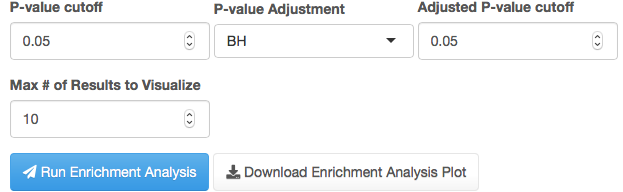 P-value cutoff P-value Adjustment Adjusted P-value cutoff
0.05 BH 0.05
Max # of Results to Visualize
10
Run Enrichment Analysis Download Enrichment Analysis Plot